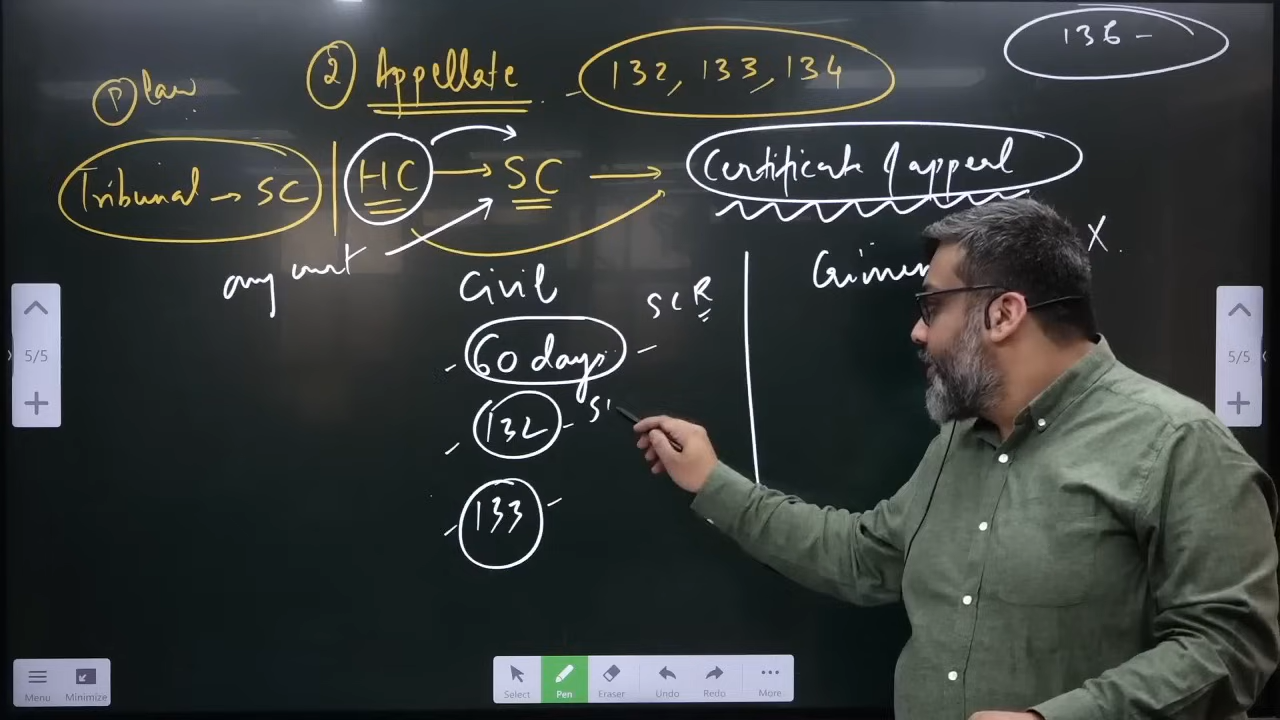 136 -
① law
② Appellate - 132, 133, 134
Tribunal → SC
HC → SC → Certificate of appeal
any court
X
Civil
SCR
60 days
132 -
133 -
5/5
5/5
Menu
Minimize
Select
Pen
Eraser
Undo
Redo
More